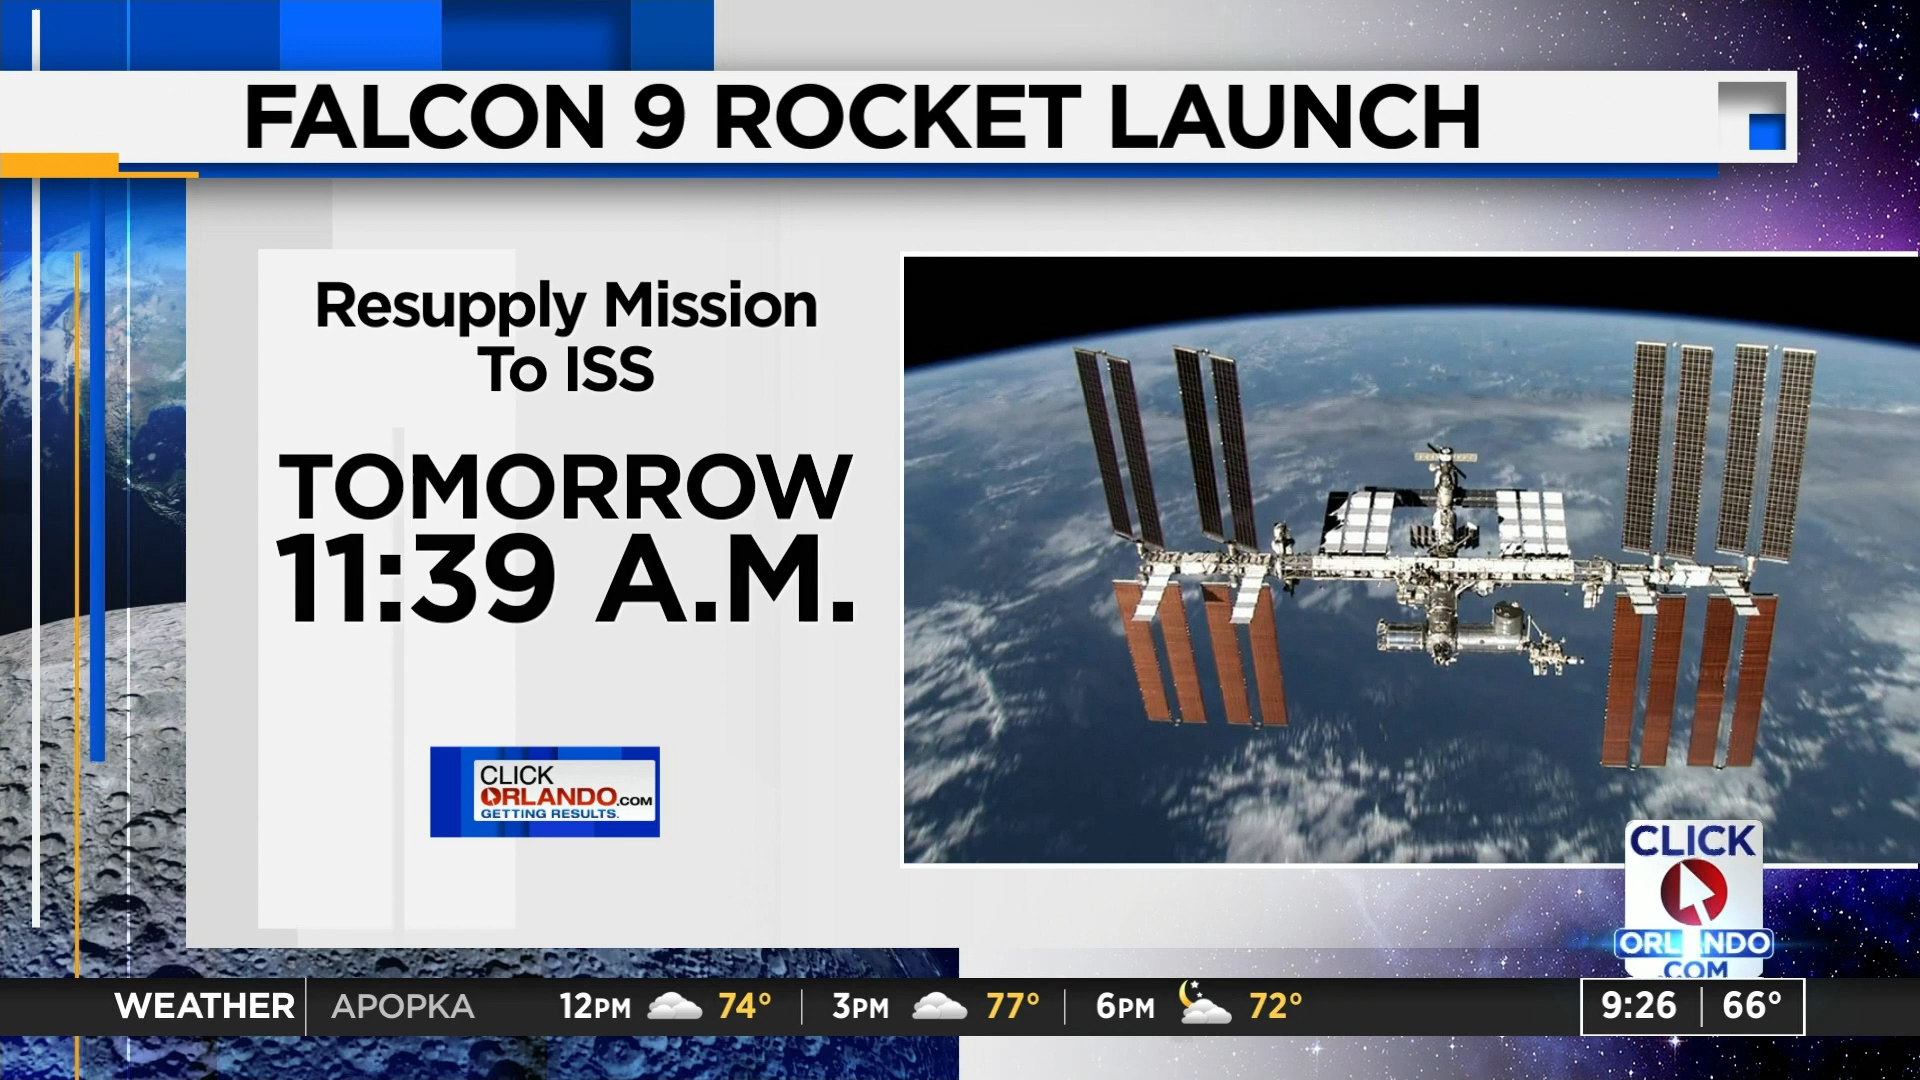 FALCON 9 ROCKET LAUNCH
Resupply Mission
To ISS
TOMORROW
11:39 A.M.
CLICK
ORLANDO.COM
GETTING RESULTS.
CLICK
ORLANDO
.COM
WEATHER APOPKA 12PM 74° 3PM 77° 6PM 72° 9:26 66°